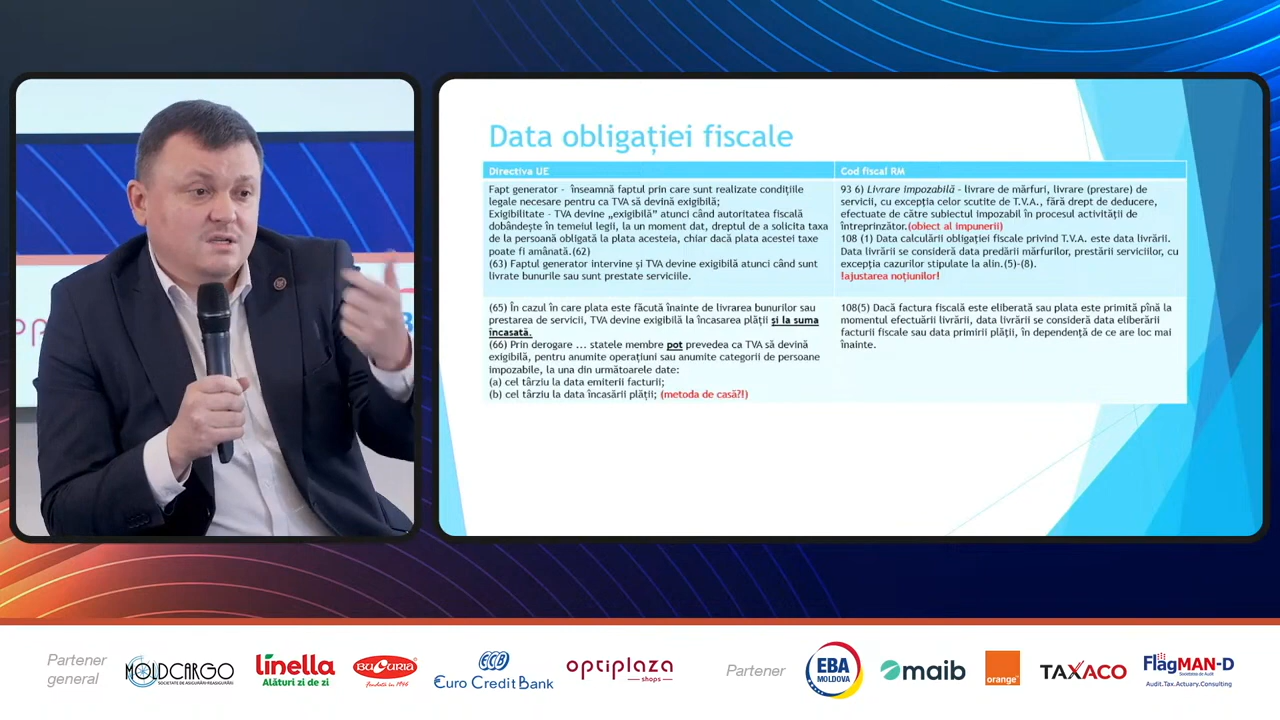 Data obligației fiscale
Directiva UE
Cod fiscal RM
Fapt generator - înseamnă faptul prin care sunt realizate condițiile
legale necesare pentru ca TVA să devină exigibilă;
Exigibilitate – TVA devine „exigibilă” atunci când autoritatea fiscală
dobândește în temeiul legii, la un moment dat, dreptul de a solicita taxa
de la persoană obligată la plata acesteia, chiar dacă plata acestei taxe
poate fi amânată.(62)
(63) Faptul generator intervine și TVA devine exigibilă atunci când sunt
livrate bunurile sau sunt prestate serviciile.
93 6) Livrare impozabilă – livrare de mărfuri, livrare (prestare) de
servicii, cu excepția celor scutite de T.V.A., fără drept de deducere,
efectuate de către subiectul impozabil în procesul activității de
întreprinzător.(obiect al impunerii)
108 (1) Data calculării obligației fiscale privind T.V.A. este data livrării.
Data livrării se consideră data predării mărfurilor, prestării serviciilor, cu
excepția cazurilor stipulate la alin.(5)–(8).
!ajustarea noțiunilor!
(65) În cazul în care plata este făcută înainte de livrarea bunurilor sau
prestarea de servicii, TVA devine exigibilă la încasarea plății și la suma
încasată.
(66) Prin derogare ... statele membre pot prevedea ca TVA să devină
exigibilă, pentru anumite operațiuni sau anumite categorii de persoane
impozabile, la una din următoarele date:
(a) cel târziu la data emiterii facturii;
(b) cel târziu la data încasării plății; (metoda de casă?!)
108(5) Dacă factura fiscală este eliberată sau plata este primită pînă la
momentul efectuării livrării, data livrării se consideră data eliberării
facturii fiscale sau data primirii plății, în dependență de ce are loc mai
înainte.
Partener
general
MOLDCARGO
SOCIETATE DE ASIGURĂRI-REASIGURĂRI
linella
Alături zi de zi
BUCURIA
fondată în 1946
ECB
Euro Credit Bank
optiplaza
shops
Partener
EBA
MOLDOVA
maib
orange
TAXACO
FlagMAN-D
Societatea de Audit
Audit.Tax.Actuary.Consulting